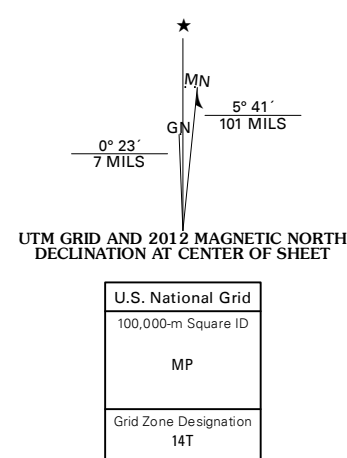 ★
MN
GN
5° 41´
101 MILS
0° 23´
7 MILS
UTM GRID AND 2012 MAGNETIC NORTH
DECLINATION AT CENTER OF SHEET
U.S. National Grid
100,000-m Square ID
MP
Grid Zone Designation
14T